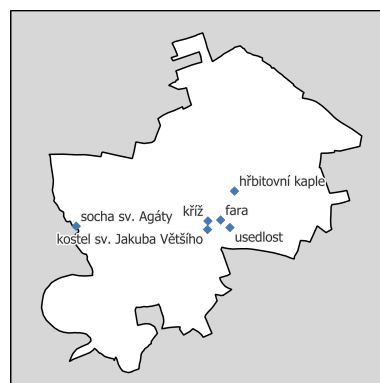 hřbitovní kaple
kříž
fara
socha sv. Agáty
usedlost
kostel sv. Jakuba Většího